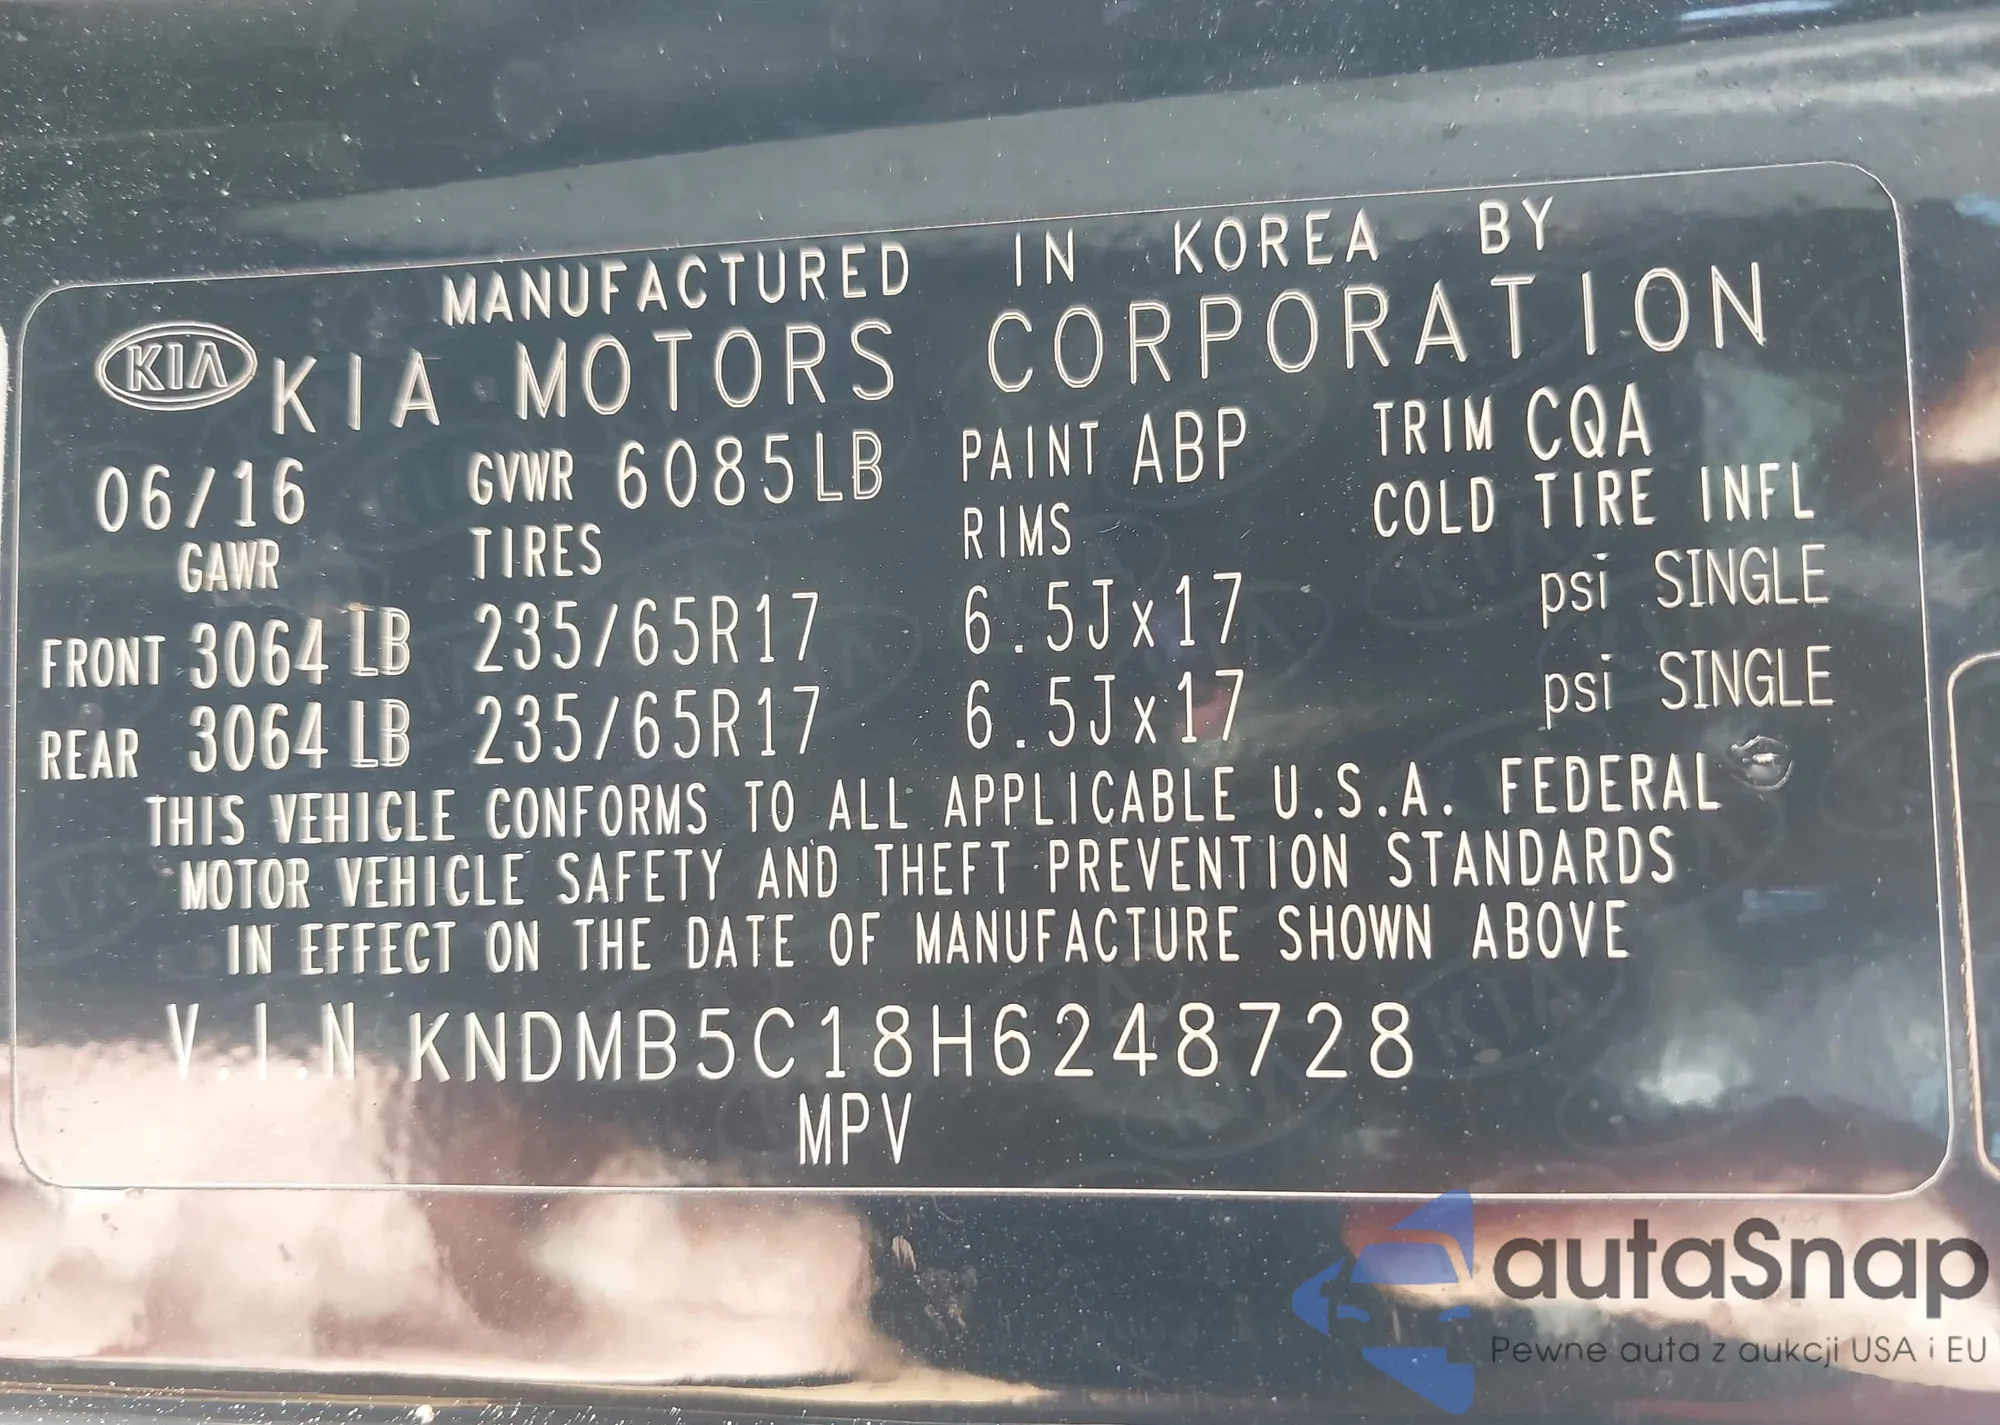 MANUFACTURED IN KOREA BY
KIA KIA MOTORS CORPORATION
06/16 GVWR 6085LB PAINT ABP TRIM CQA
GAWR TIRES RIMS COLD TIRE INFL
FRONT 3064 LB 235/65R17 6.5Jx17 psi SINGLE
REAR 3064 LB 235/65R17 6.5Jx17 psi SINGLE
THIS VEHICLE CONFORMS TO ALL APPLICABLE U.S.A. FEDERAL
MOTOR VEHICLE SAFETY AND THEFT PREVENTION STANDARDS
IN EFFECT ON THE DATE OF MANUFACTURE SHOWN ABOVE
V.I.N KNDMB5C18H6248728
MPV
autaSnap
Pewne auta z aukcji USA i EU